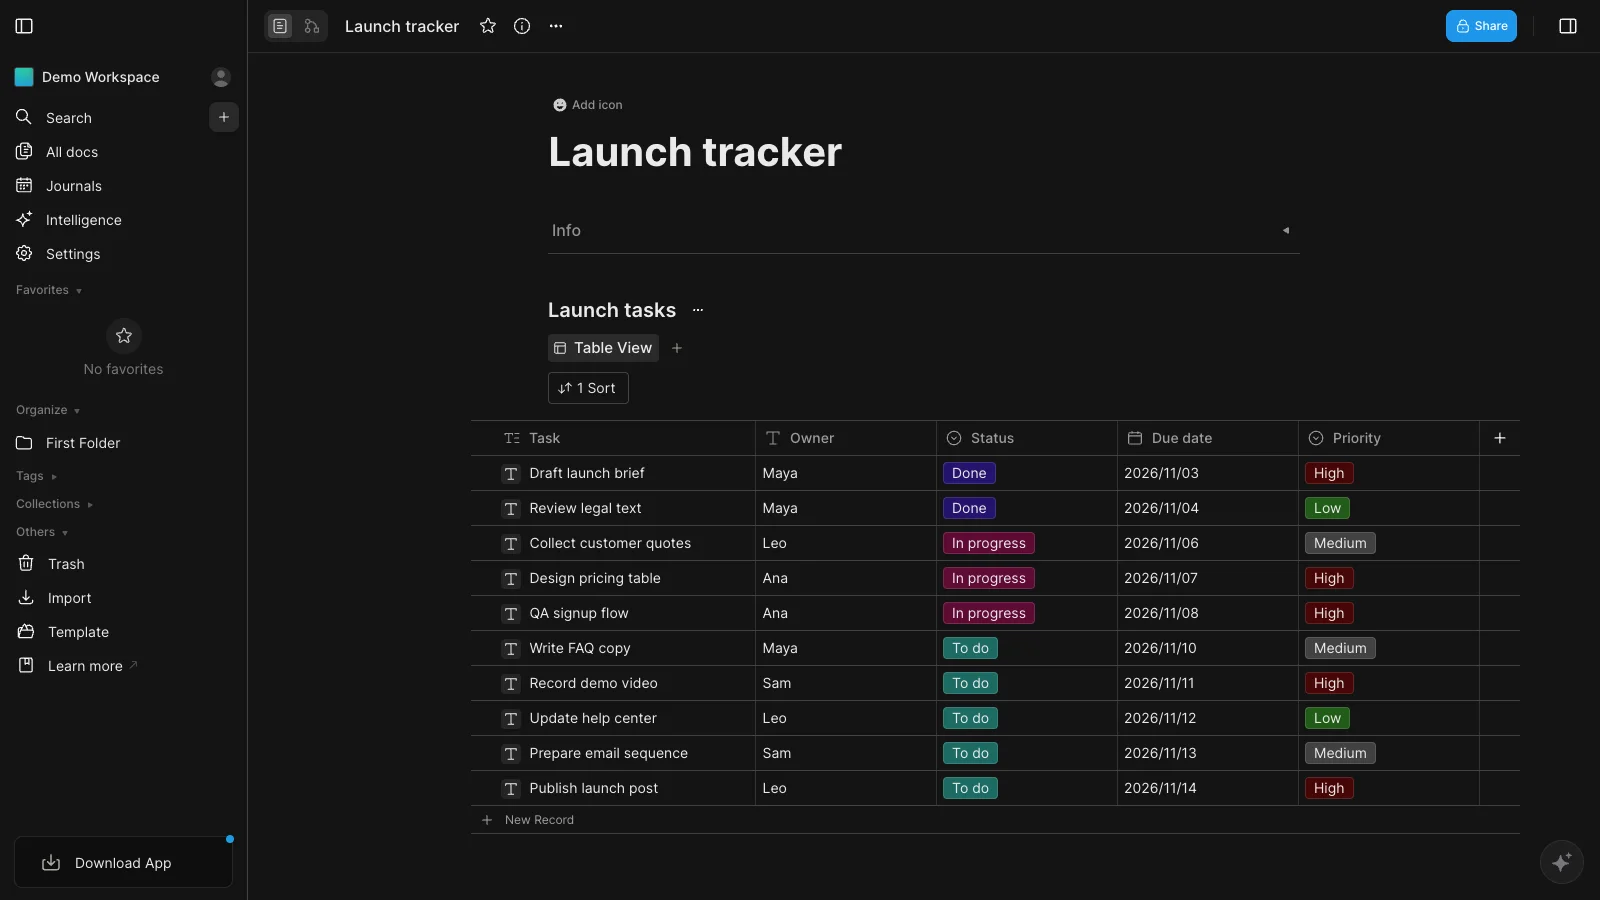 Launch tracker
Share
Demo Workspace
Search
All docs
Journals
Intelligence
Settings
Favorites
No favorites
Organize
First Folder
Tags
Collections
Others
Trash
Import
Template
Learn more
Download App
Add icon
Launch tracker
Info
Launch tasks
Table View
1 Sort
Task Owner Status Due date Priority
Draft launch brief Maya Done 2026/11/03 High
Review legal text Maya Done 2026/11/04 Low
Collect customer quotes Leo In progress 2026/11/06 Medium
Design pricing table Ana In progress 2026/11/07 High
QA signup flow Ana In progress 2026/11/08 High
Write FAQ copy Maya To do 2026/11/10 Medium
Record demo video Sam To do 2026/11/11 High
Update help center Leo To do 2026/11/12 Low
Prepare email sequence Sam To do 2026/11/13 Medium
Publish launch post Leo To do 2026/11/14 High
New Record